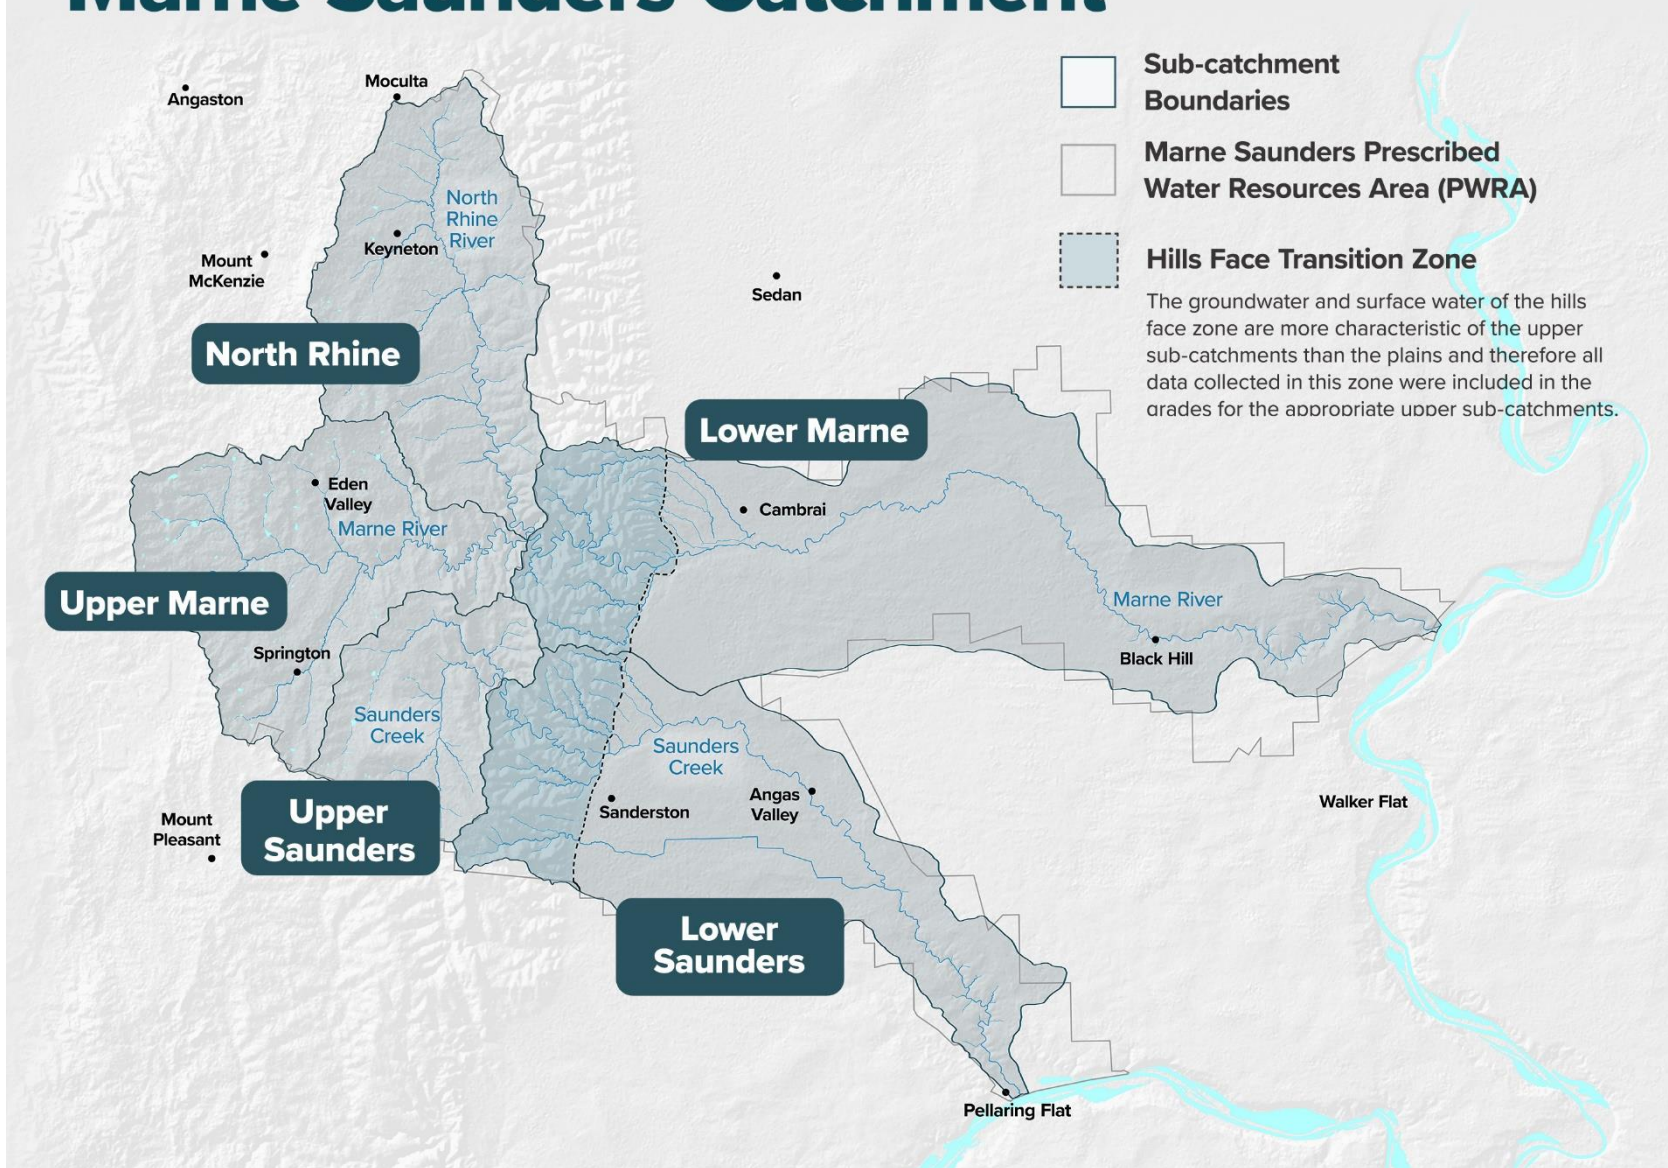 Marne Saunders Catchment
Sub-catchment
Boundaries
Marne Saunders Prescribed
Water Resources Area (PWRA)
Hills Face Transition Zone
The groundwater and surface water of the hills
face zone are more characteristic of the upper
sub-catchments than the plains and therefore all
data collected in this zone were included in the
grades for the appropriate upper sub-catchments.
Moculta
Angaston
North
Rhine
River
Keyneton
Mount
McKenzie
Sedan
North Rhine
Lower Marne
Eden
Valley
Cambrai
Marne River
Upper Marne
Marne River
Springton
Black Hill
Saunders
Creek
Saunders
Creek
Upper
Saunders
Sanderston
Angas
Valley
Walker Flat
Mount
Pleasant
Lower
Saunders
Pellaring Flat